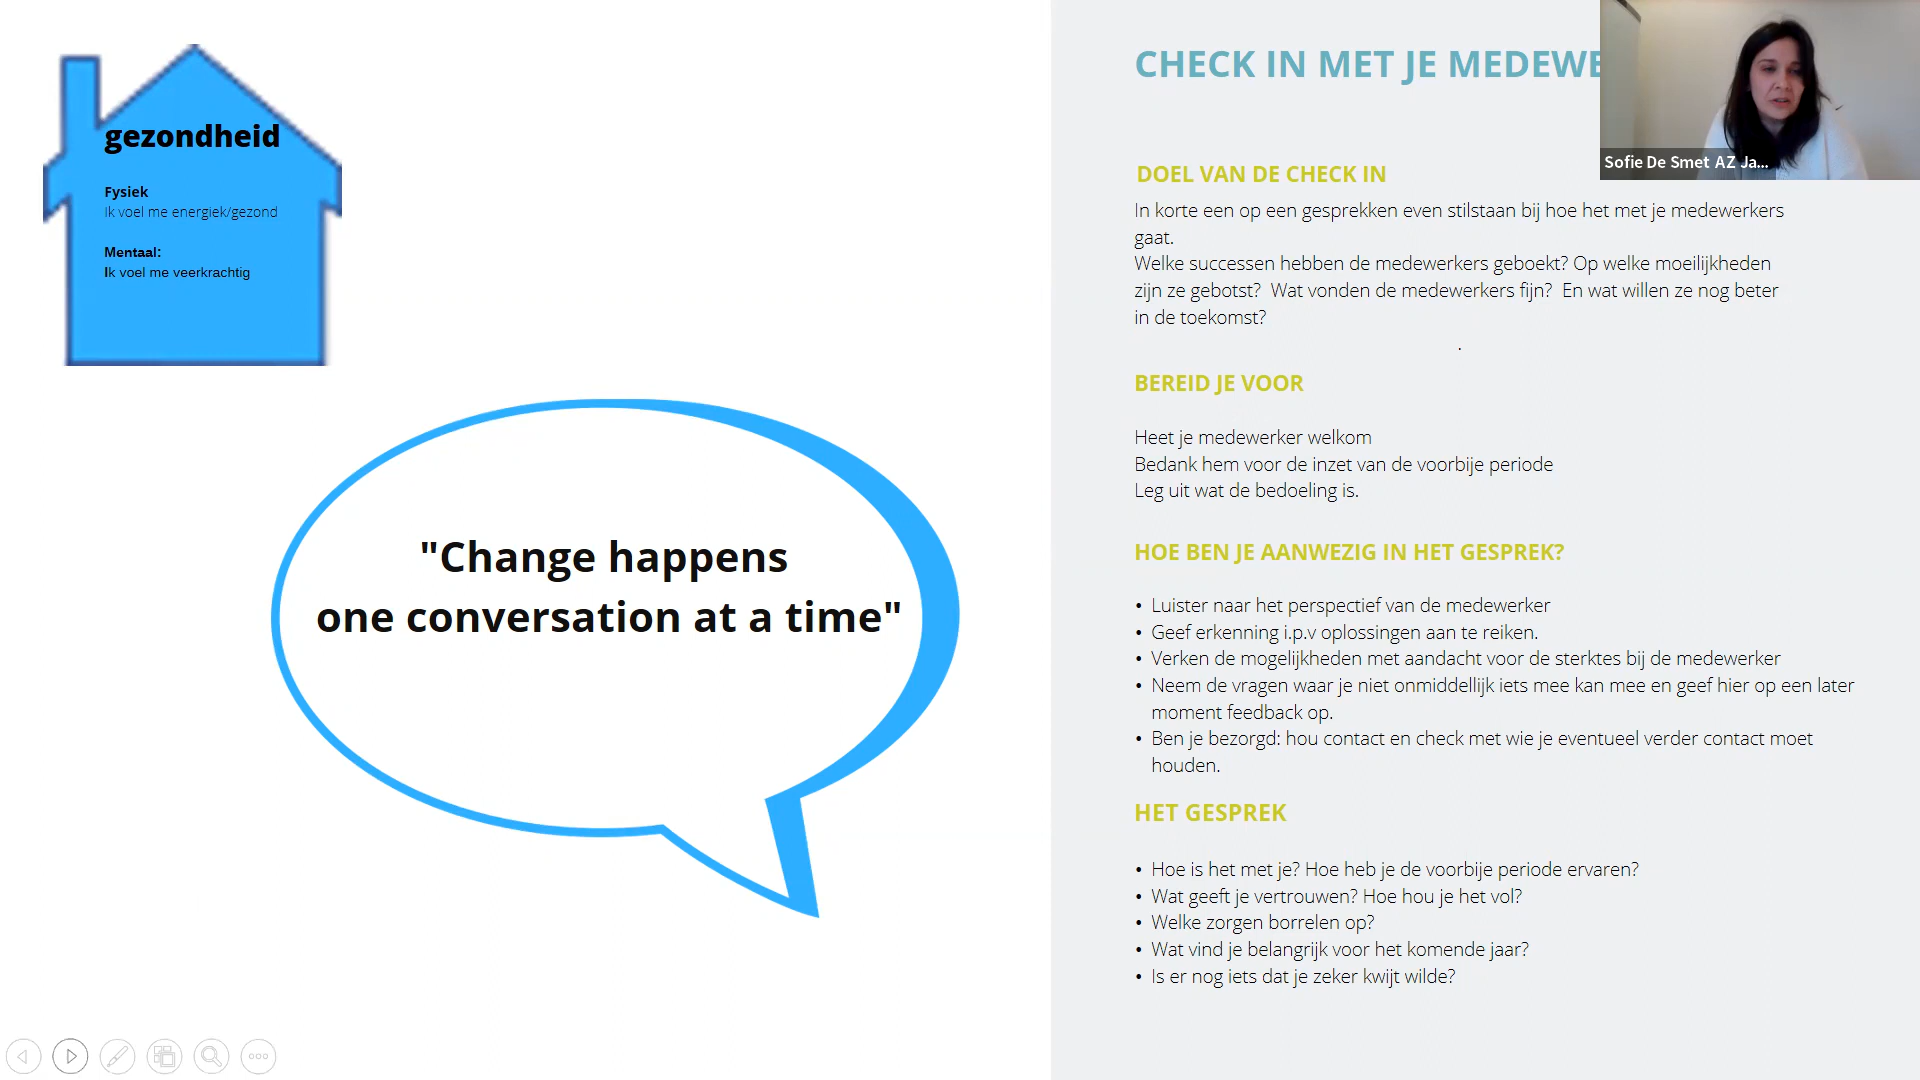 gezondheid
Fysiek
Ik voel me energiek/gezond
Mentaal:
Ik voel me veerkrachtig
"Change happens
one conversation at a time"
CHECK IN MET JE
Sofie De Smet AZ Ja...
DOEL VAN DE CHECK IN
In korte een op een gesprekken even stilstaan bij hoe het met je medewerkers
gaat.
Welke successen hebben de medewerkers geboekt? Op welke moeilijkheden
zijn ze gebotst?  Wat vonden de medewerkers fijn?  En wat willen ze nog beter
in de toekomst?
.
BEREID JE VOOR
Heet je medewerker welkom
Bedank hem voor de inzet van de voorbije periode
Leg uit wat de bedoeling is.
HOE BEN JE AANWEZIG IN HET GESPREK?
• Luister naar het perspectief van de medewerker
• Geef erkenning i.p.v oplossingen aan te reiken.
• Verken de mogelijkheden met aandacht voor de sterktes bij de medewerker
• Neem de vragen waar je niet onmiddellijk iets mee kan mee en geef hier op een later
moment feedback op.
• Ben je bezorgd: hou contact en check met wie je eventueel verder contact moet
houden.
HET GESPREK
• Hoe is het met je? Hoe heb je de voorbije periode ervaren?
• Wat geeft je vertrouwen? Hoe hou je het vol?
• Welke zorgen borrelen op?
• Wat vind je belangrijk voor het komende jaar?
• Is er nog iets dat je zeker kwijt wilde?